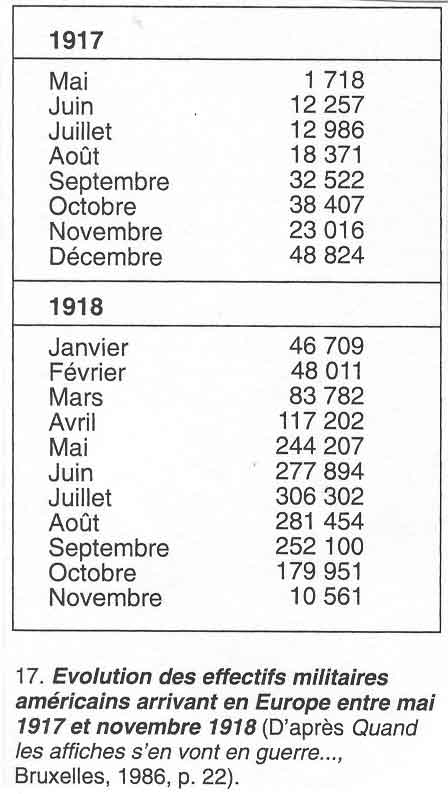 1917
Mai 1 718
Juin 12 257
Juillet 12 986
Août 18 371
Septembre 32 522
Octobre 38 407
Novembre 23 016
Décembre 48 824
1918
Janvier 46 709
Février 48 011
Mars 83 782
Avril 117 202
Mai 244 207
Juin 277 894
Juillet 306 302
Août 281 454
Septembre 252 100
Octobre 179 951
Novembre 10 561
17. Evolution des effectifs militaires
américains arrivant en Europe entre mai
1917 et novembre 1918 (D'après Quand
les affiches s'en vont en guerre...,
Bruxelles, 1986, p. 22).